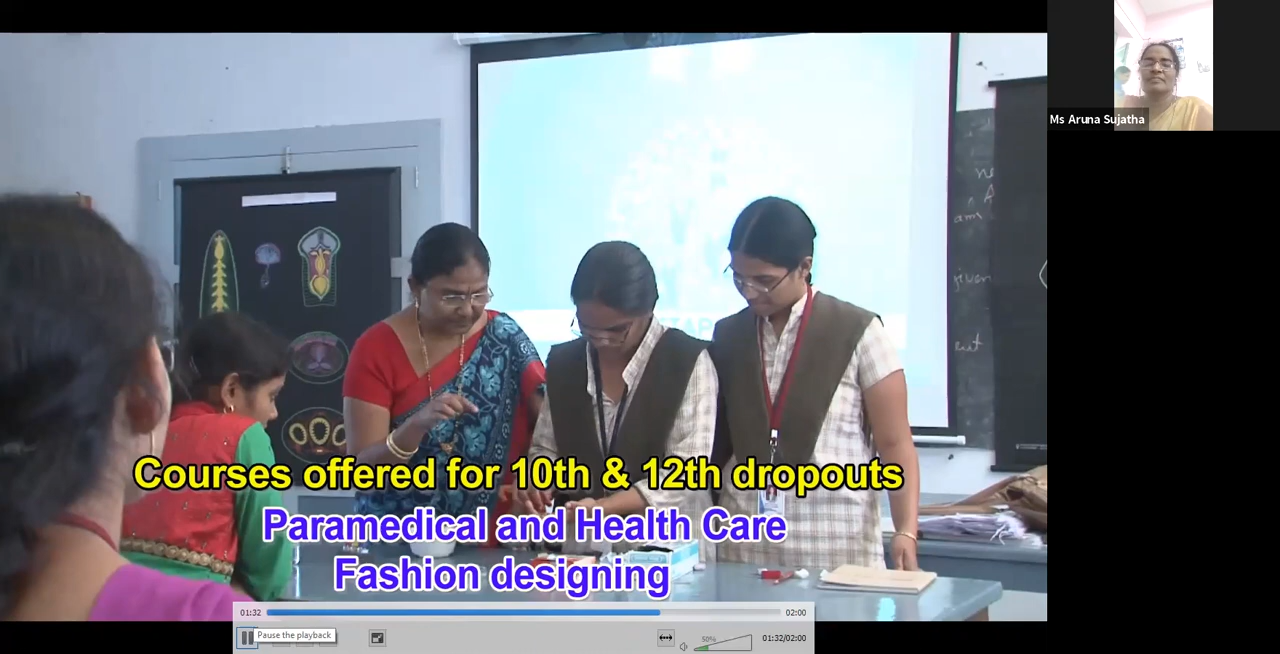 Ms Aruna Sujatha
Courses offered for 10th & 12th dropouts
Paramedical and Health Care
Fashion designing
01:32
02:00
Pause the playback
50%
01:32/02:00